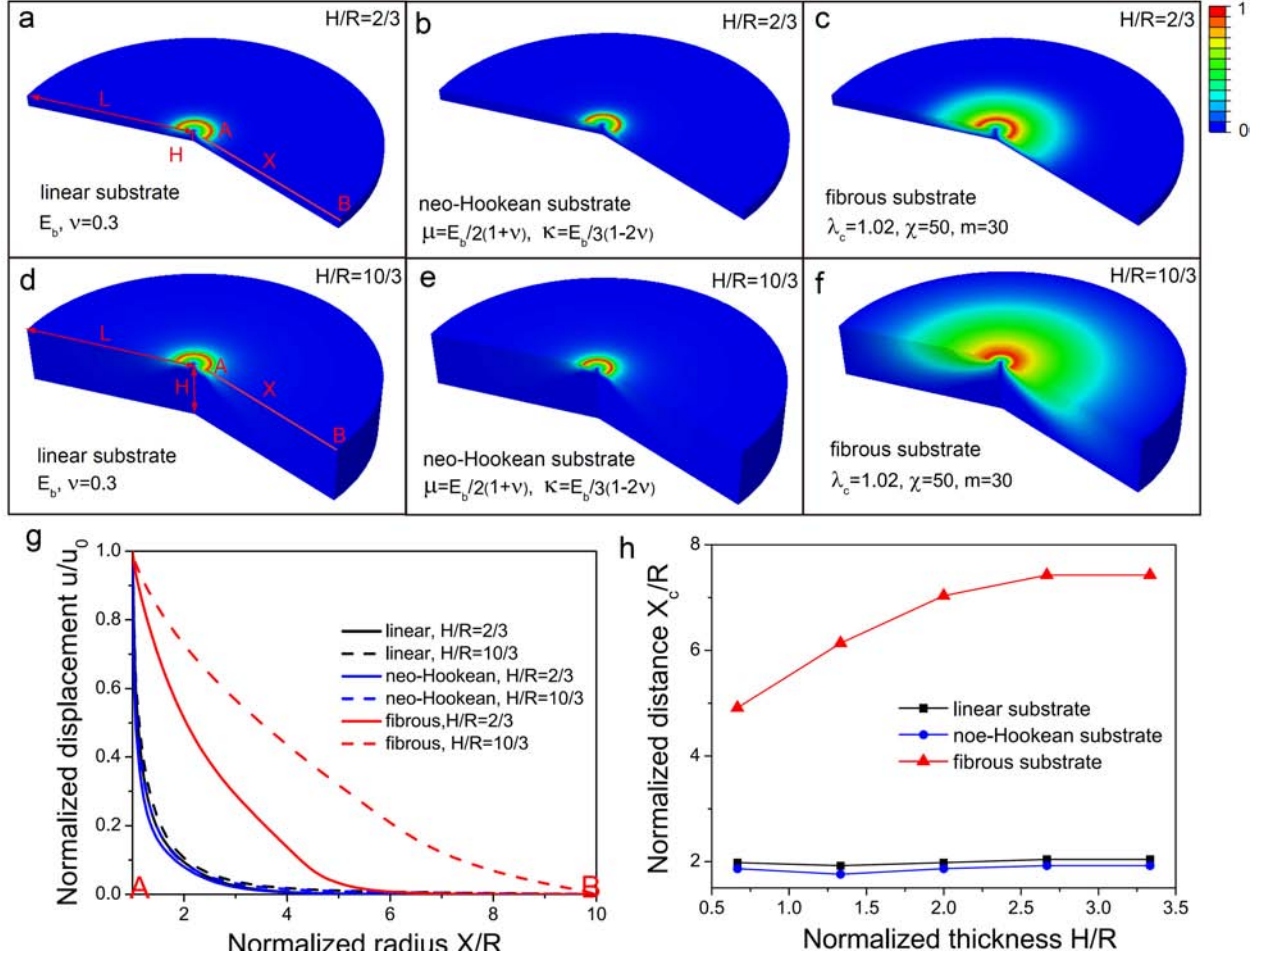 a
H/R=2/3
L
A
H
X
B
linear substrate
E_b, ν=0.3
b
H/R=2/3
neo-Hookean substrate
μ=E_b/2(1+ν), κ=E_b/3(1-2ν)
c
H/R=2/3
fibrous substrate
λ_c=1.02, χ=50, m=30
1
0
d
H/R=10/3
L
A
H
X
B
linear substrate
E_b, ν=0.3
e
H/R=10/3
neo-Hookean substrate
μ=E_b/2(1+ν), κ=E_b/3(1-2ν)
f
H/R=10/3
fibrous substrate
λ_c=1.02, χ=50, m=30
g
Normalized displacement u/u_0
1.0
0.8
0.6
0.4
0.2
0.0
linear, H/R=2/3
linear, H/R=10/3
neo-Hookean, H/R=2/3
neo-Hookean, H/R=10/3
fibrous,H/R=2/3
fibrous, H/R=10/3
A
B
2 4 6 8 10
Normalized radius X/R
h
Normalized distance X_c/R
8
6
4
2
linear substrate
noe-Hookean substrate
fibrous substrate
0.5 1.0 1.5 2.0 2.5 3.0 3.5
Normalized thickness H/R